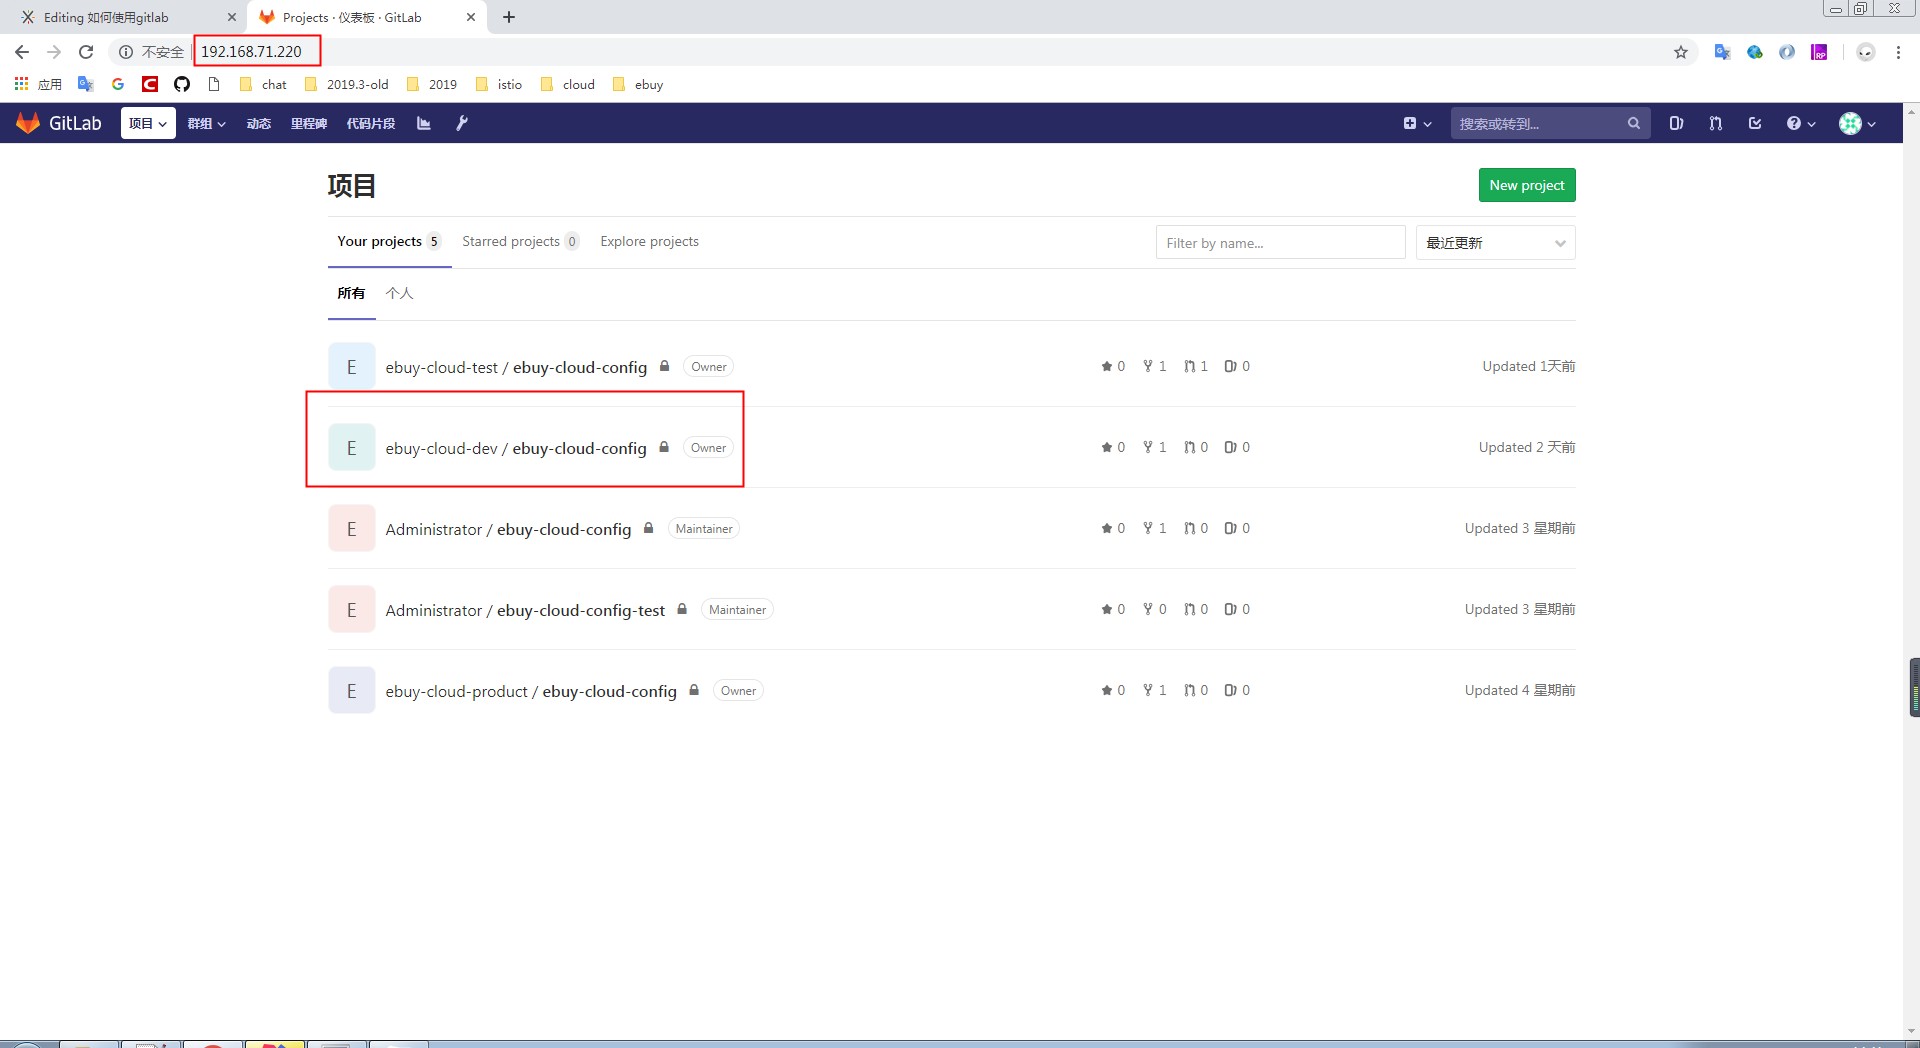 Editing 如何使用gitlab
Projects · 仪表板 · GitLab
不安全 | 192.168.71.220
应用 chat 2019.3-old 2019 istio cloud ebuy
GitLab 项目 群组 动态 里程碑 代码片段 搜索或转到...
项目 New project
Your projects 5 Starred projects 0 Explore projects Filter by name... 最近更新
所有 个人
E ebuy-cloud-test / ebuy-cloud-config Owner 0 1 1 0 Updated 1天前
E ebuy-cloud-dev / ebuy-cloud-config Owner 0 1 0 0 Updated 2 天前
E Administrator / ebuy-cloud-config Maintainer 0 1 0 0 Updated 3 星期前
E Administrator / ebuy-cloud-config-test Maintainer 0 0 0 0 Updated 3 星期前
E ebuy-cloud-product / ebuy-cloud-config Owner 0 1 0 0 Updated 4 星期前